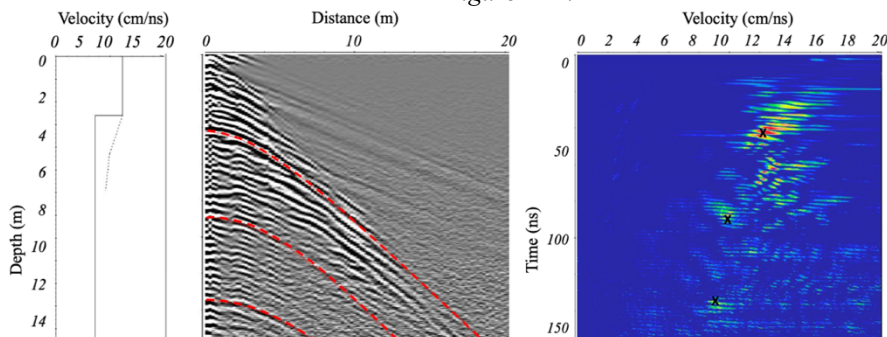 Velocity (cm/ns)
0 5 10 15 20
0
2
4
6
8
10
12
14
Depth (m)
Distance (m)
0 10 20
Velocity (cm/ns)
0 2 4 6 8 10 12 14 16 18 20
0
50
100
150
Time (ns)
X
X
X